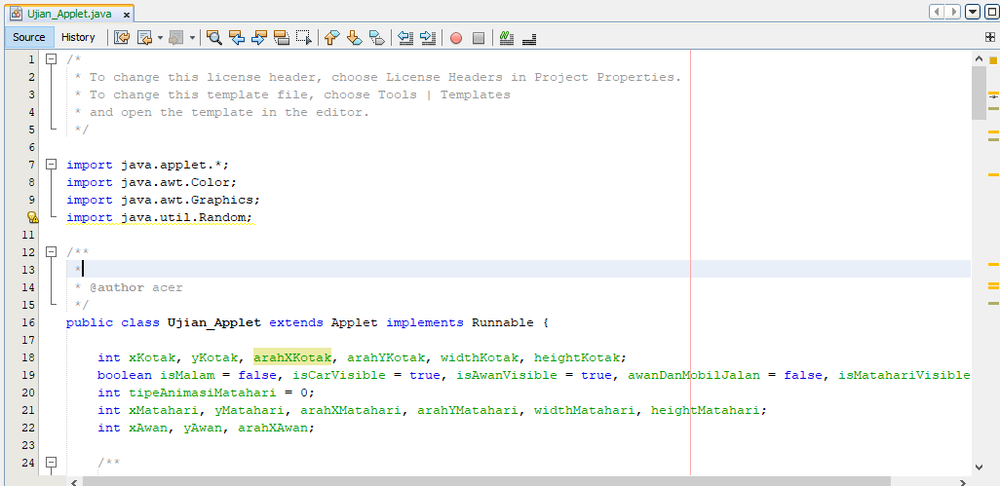 Ujian_Applet.java
Source History
1 /*
2 * To change this license header, choose License Headers in Project Properties.
3 * To change this template file, choose Tools | Templates
4 * and open the template in the editor.
5 */
6
7 import java.applet.*;
8 import java.awt.Color;
9 import java.awt.Graphics;
import java.util.Random;
11
12 /**
13 *
14 * @author acer
15 */
16 public class Ujian_Applet extends Applet implements Runnable {
17
18 int xKotak, yKotak, arahXKotak, arahYKotak, widthKotak, heightKotak;
19 boolean isMalam = false, isCarVisible = true, isAwanVisible = true, awanDanMobilJalan = false, isMatahariVisible
20 int tipeAnimasiMatahari = 0;
21 int xMatahari, yMatahari, arahXMatahari, arahYMatahari, widthMatahari, heightMatahari;
22 int xAwan, yAwan, arahXAwan;
23
24 /**